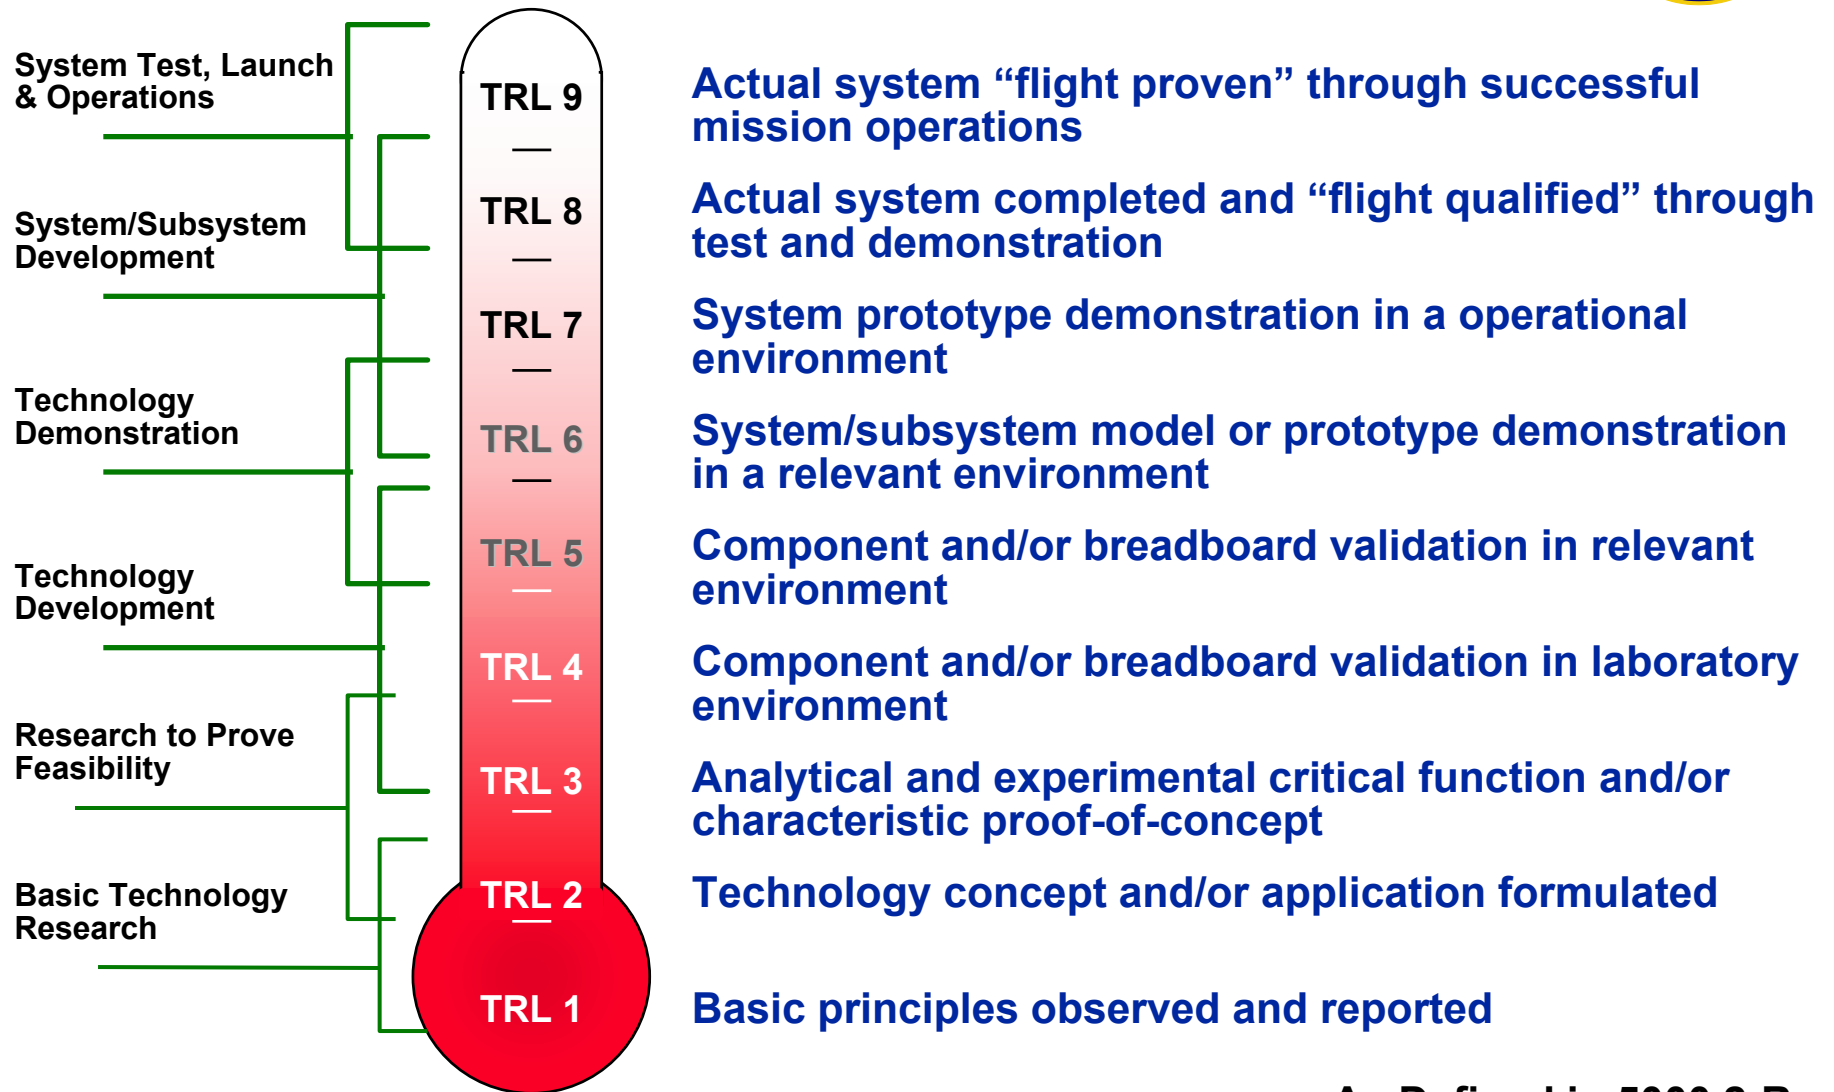 System Test, Launch
& Operations
System/Subsystem
Development
Technology
Demonstration
Technology
Development
Research to Prove
Feasibility
Basic Technology
Research
TRL 9
TRL 8
TRL 7
TRL 6
TRL 5
TRL 4
TRL 3
TRL 2
TRL 1
Actual system “flight proven” through successful
mission operations
Actual system completed and “flight qualified” through
test and demonstration
System prototype demonstration in a operational
environment
System/subsystem model or prototype demonstration
in a relevant environment
Component and/or breadboard validation in relevant
environment
Component and/or breadboard validation in laboratory
environment
Analytical and experimental critical function and/or
characteristic proof-of-concept
Technology concept and/or application formulated
Basic principles observed and reported